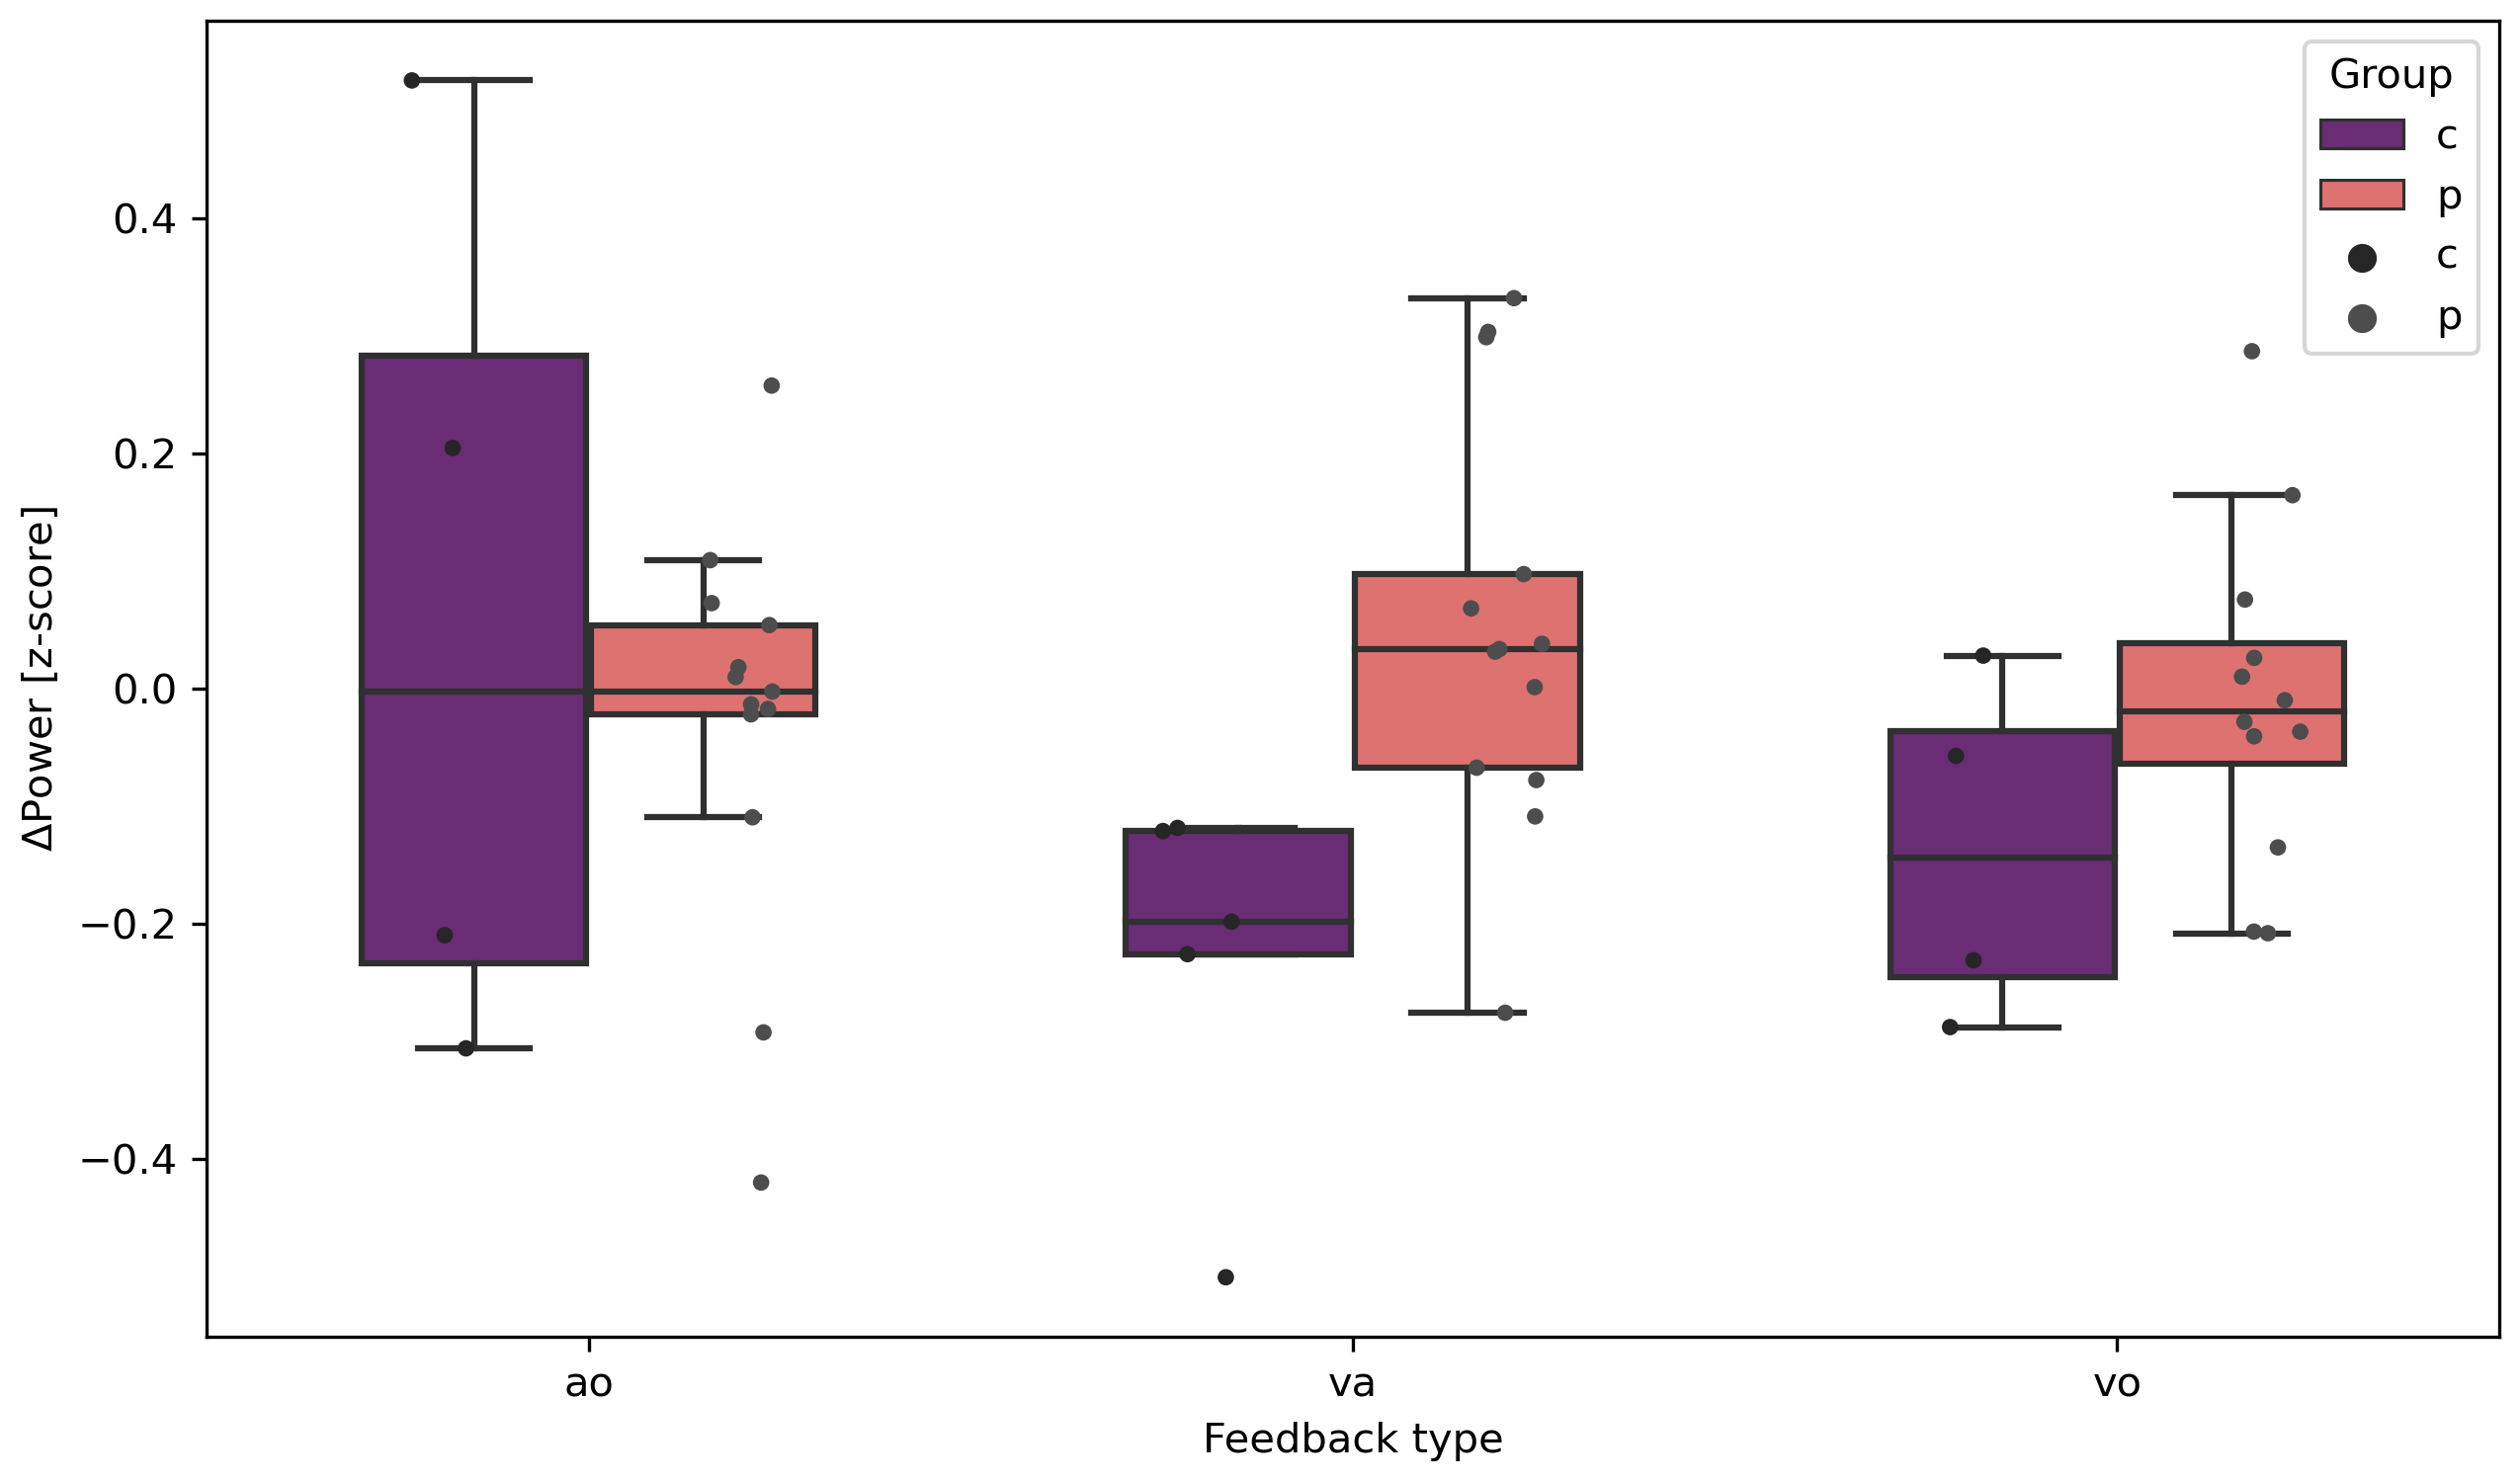 ΔPower [z-score]
0.4
0.2
0.0
−0.2
−0.4
ao
va
vo
Feedback type
Group
c
p
c
p